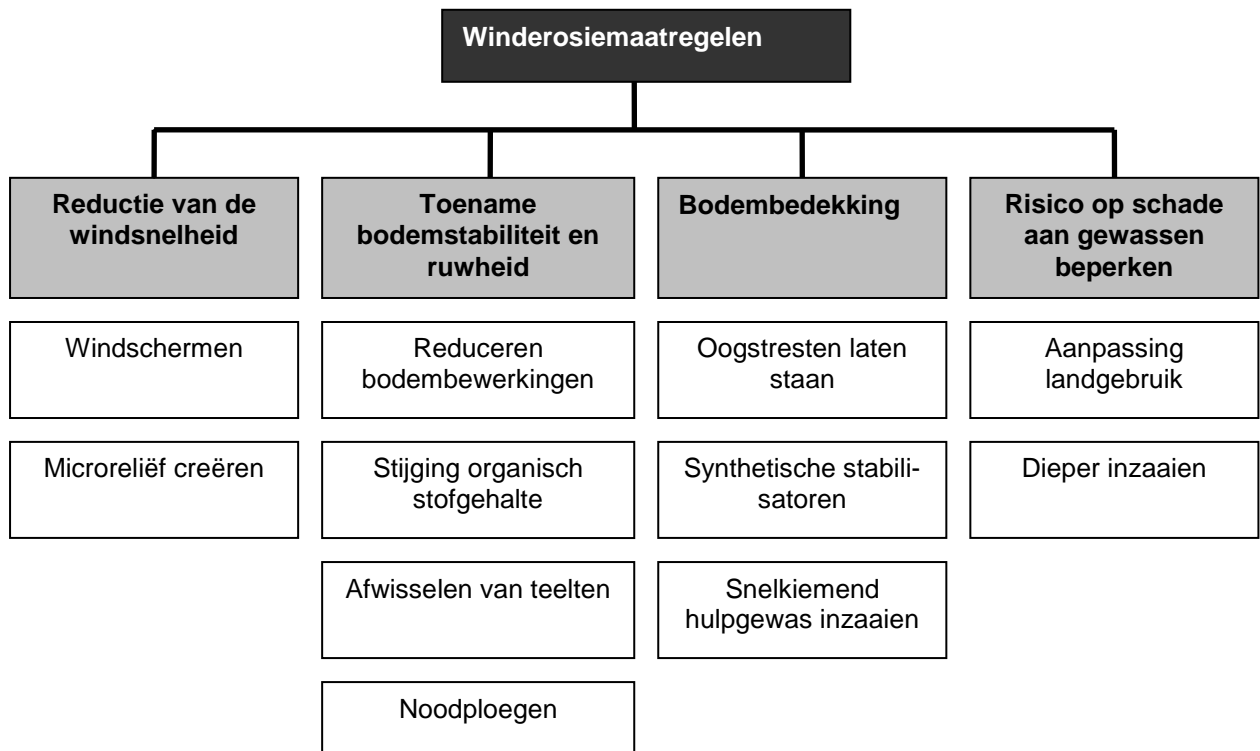 Winderosiemaatregelen
Reductie van de
windsnelheid
Toename
bodemstabiliteit en
ruwheid
Bodembedekking
Risico op schade
aan gewassen
beperken
Windschermen
Reduceren
bodembewerkingen
Oogstresten laten
staan
Aanpassing
landgebruik
Microreliëf creëren
Stijging organisch
stofgehalte
Synthetische stabili-
satoren
Dieper inzaaien
Afwisselen van teelten
Snelkiemend
hulpgewas inzaaien
Noodploegen